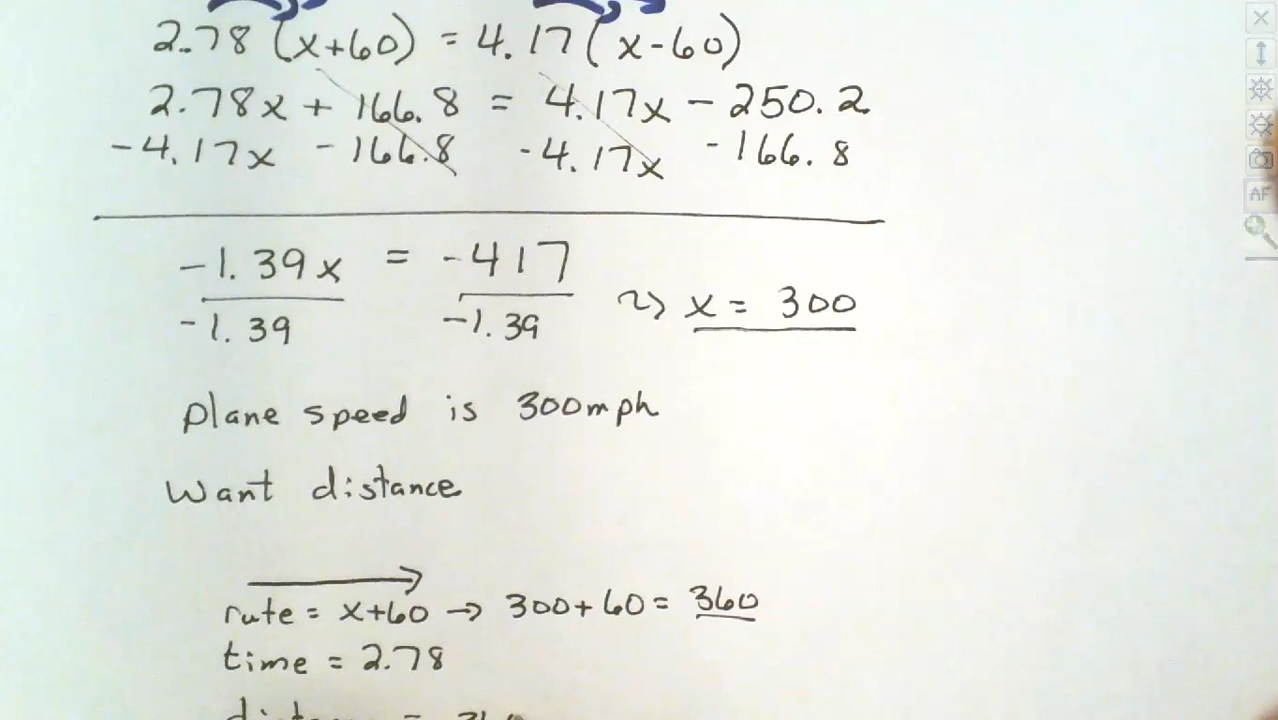 2.78 (x+60) = 4.17 (x-60)
2.78x + 166.8 = 4.17x - 250.2
-4.17x -166.8 -4.17x -166.8
-1.39x = -417
-1.39 -1.39
x = 300
plane speed is 300mph
Want distance
rate = x+60 → 300+60 = 360
time = 2.78
AF